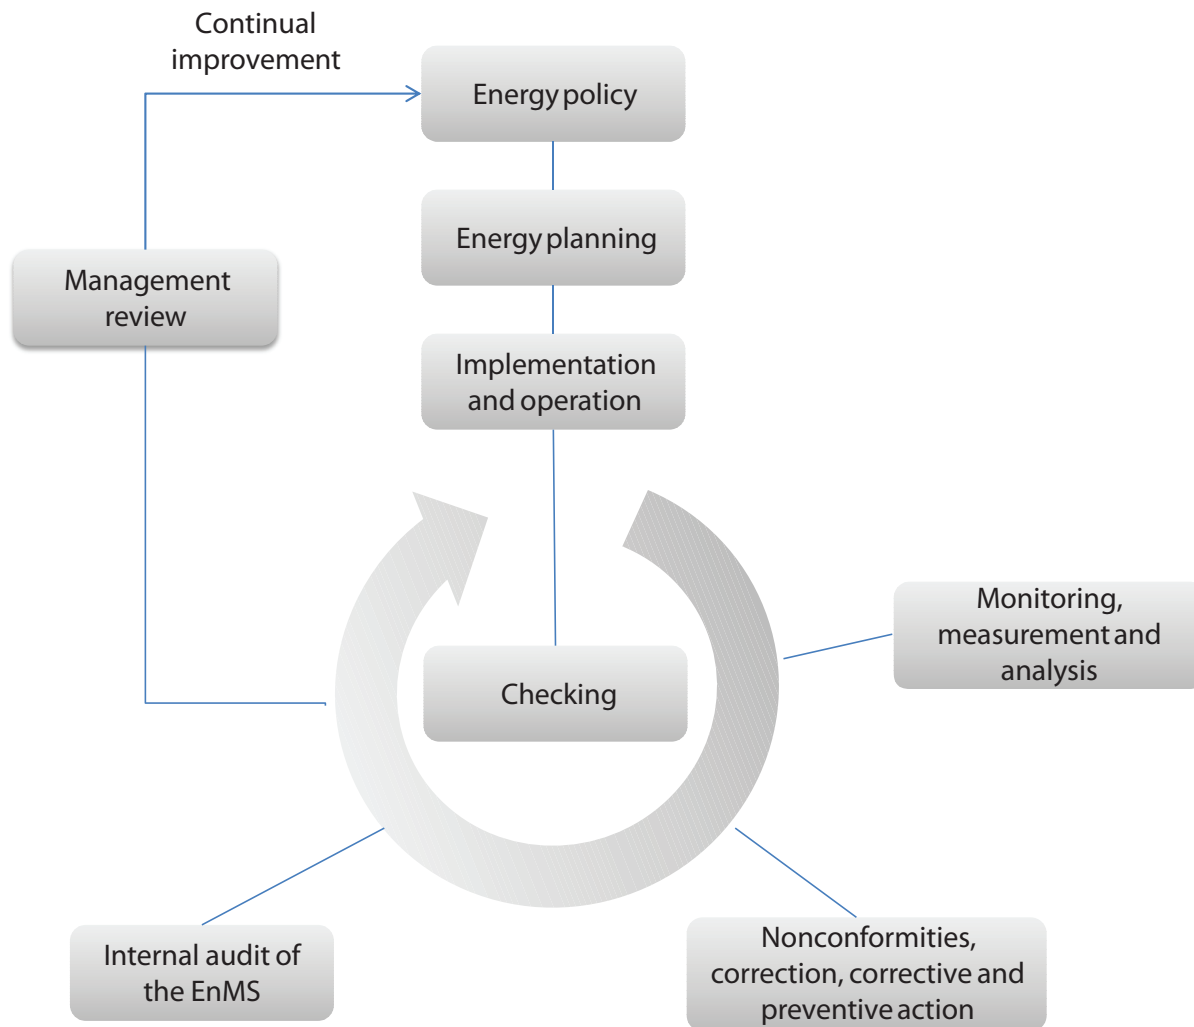 Continual
improvement
Energy policy
Energy planning
Management
review
Implementation
and operation
Monitoring,
measurement and
analysis
Checking
Internal audit of
the EnMS
Nonconformities,
correction, corrective and
preventive action